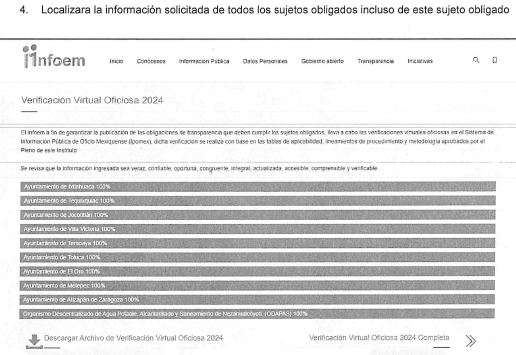 4. Localizara la información solicitada de todos los sujetos obligados incluso de este sujeto obligado
infoem
Inicio Conócenos Información Pública Datos Personales Gobierno abierto Transparencia Iniciativas
Verificación Virtual Oficiosa 2024
El Infoem a fin de garantizar la publicación de las obligaciones de transparencia que deben cumplir los sujetos obligados, lleva a cabo las verificaciones virtuales oficiosas en el Sistema de
Información Pública de Oficio Mexiquense (Ipomex), dicha verificación se realiza con base en las tablas de aplicabilidad, lineamientos de procedimiento y metodología aprobados por el
Pleno de este Instituto
Se revisa que la información ingresada sea veraz, confiable, oportuna, congruente, integral, actualizada, accesible, comprensible y verificable.
Ayuntamiento de Ixtlahuaca 100%
Ayuntamiento de Tequixquiac 100%
Ayuntamiento de Jocotitlán 100%
Ayuntamiento de Villa Victoria 100%
Ayuntamiento de Temoaya 100%
Ayuntamiento de Toluca 100%
Ayuntamiento de El Oro 100%
Ayuntamiento de Metepec 100%
Ayuntamiento de Atizapán de Zaragoza 100%
Organismo Descentralizado de Agua Potable, Alcantarillado y Saneamiento de Nezahualcóyotl (ODAPAS) 100%
Descargar Archivo de Verificación Virtual Oficiosa 2024 Verificación Virtual Oficiosa 2024 Completa